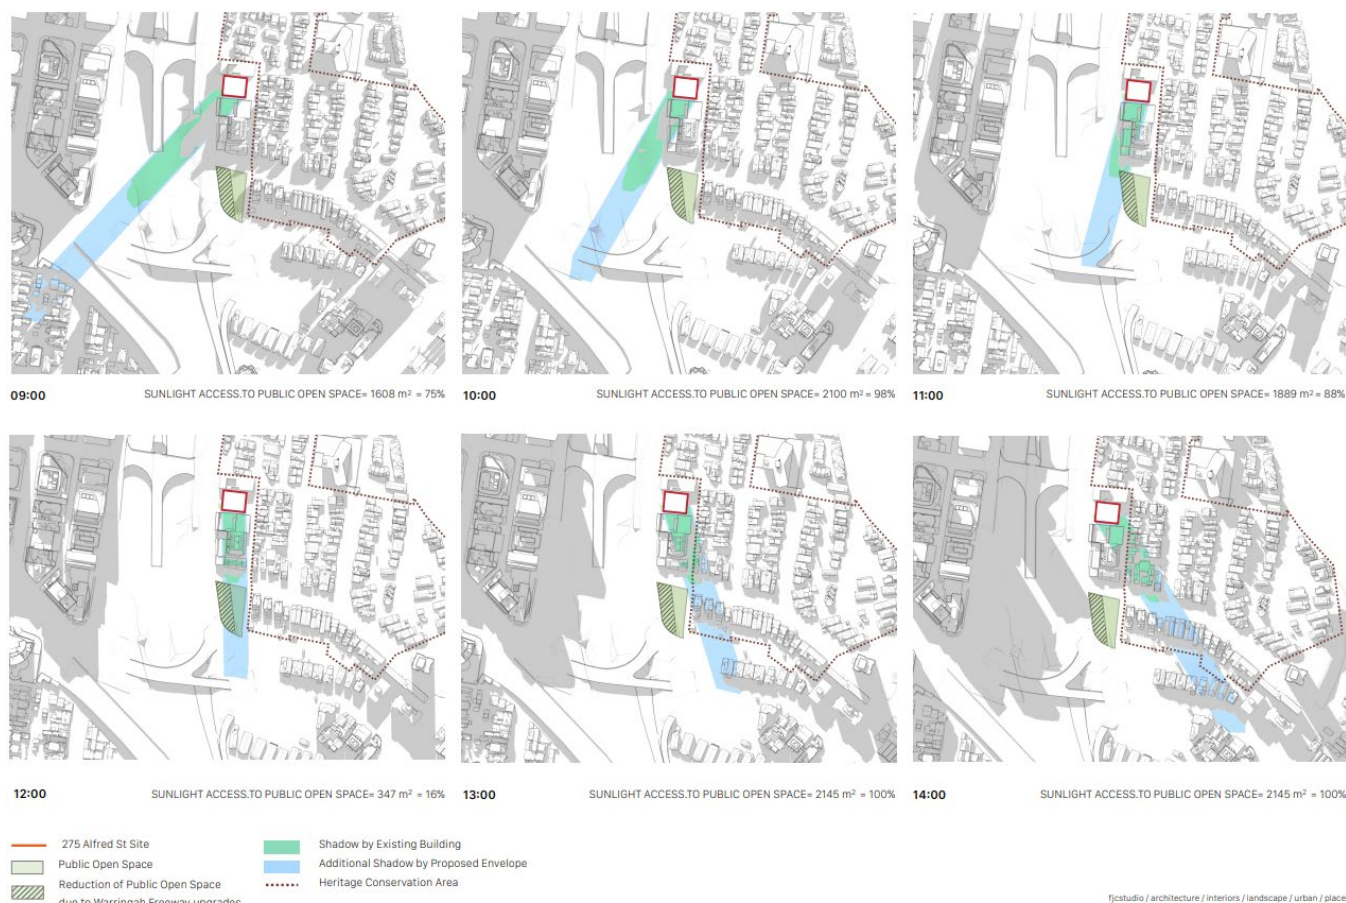 09:00 SUNLIGHT ACCESS.TO PUBLIC OPEN SPACE= 1608 m² = 75%
10:00 SUNLIGHT ACCESS.TO PUBLIC OPEN SPACE= 2100 m² = 98%
11:00 SUNLIGHT ACCESS.TO PUBLIC OPEN SPACE= 1889 m² = 88%
12:00 SUNLIGHT ACCESS.TO PUBLIC OPEN SPACE= 347 m² = 16%
13:00 SUNLIGHT ACCESS.TO PUBLIC OPEN SPACE= 2145 m² = 100%
14:00 SUNLIGHT ACCESS.TO PUBLIC OPEN SPACE= 2145 m² = 100%
275 Alfred St Site
Public Open Space
Reduction of Public Open Space
due to Warringah Freeway upgrades
Shadow by Existing Building
Additional Shadow by Proposed Envelope
Heritage Conservation Area
fjcstudio / architecture / interiors / landscape / urban / place